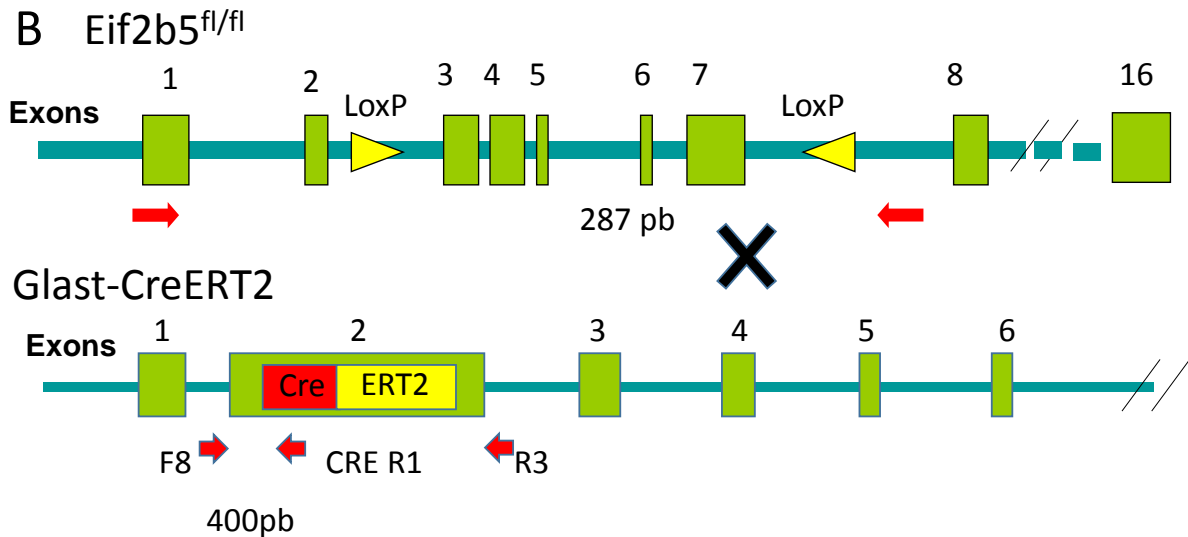 B Eif2b5fl/fl
1 2 3 4 5 6 7 8 16
LoxP LoxP
Exons
287 pb
Glast-CreERT2
1 2 3 4 5 6
Exons
Cre ERT2
F8 CRE R1 R3
400pb